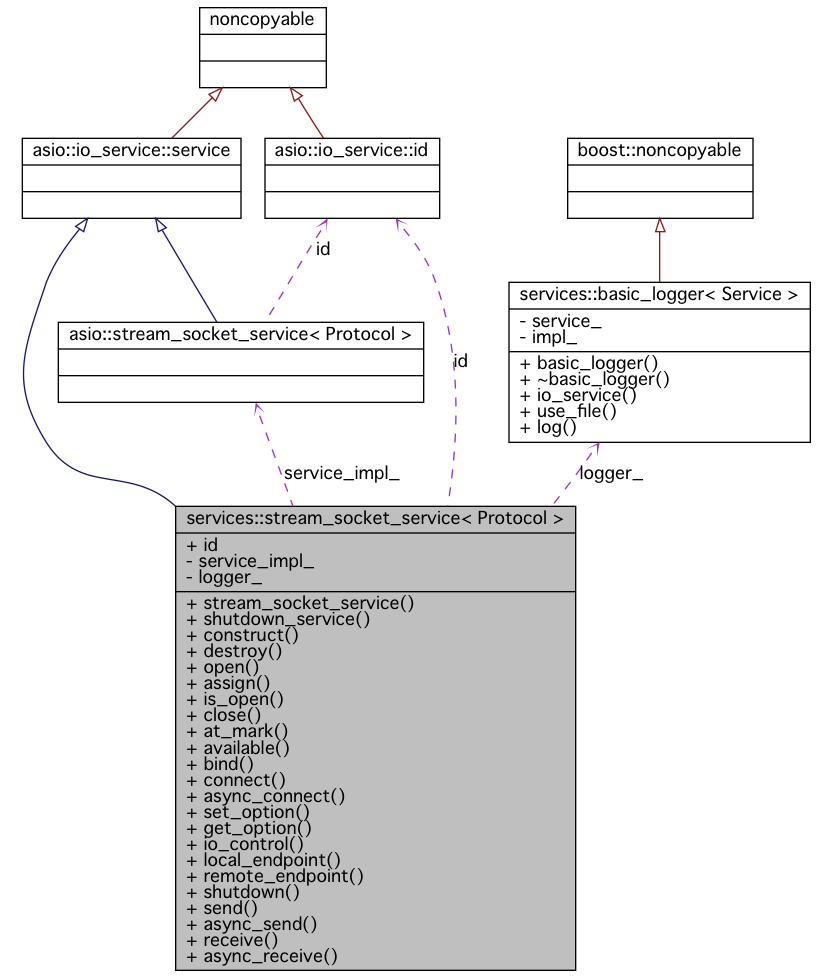 noncopyable
asio::io_service::service
asio::io_service::id
boost::noncopyable
id
services::basic_logger< Service >
- service_
- impl_
+ basic_logger()
+ ~basic_logger()
+ io_service()
+ use_file()
+ log()
asio::stream_socket_service< Protocol >
id
service_impl_
logger_
services::stream_socket_service< Protocol >
+ id
- service_impl_
- logger_
+ stream_socket_service()
+ shutdown_service()
+ construct()
+ destroy()
+ open()
+ assign()
+ is_open()
+ close()
+ at_mark()
+ available()
+ bind()
+ connect()
+ async_connect()
+ set_option()
+ get_option()
+ io_control()
+ local_endpoint()
+ remote_endpoint()
+ shutdown()
+ send()
+ async_send()
+ receive()
+ async_receive()